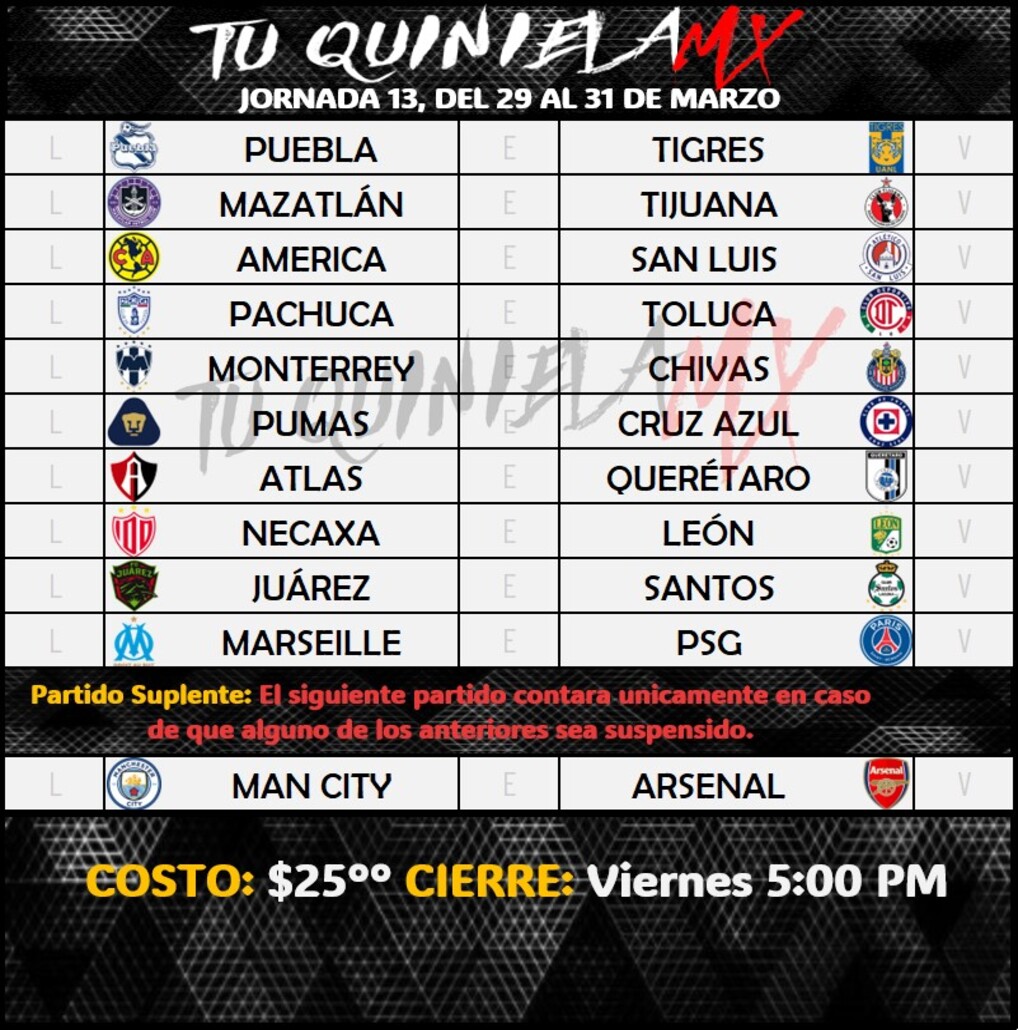 TU QUINIELAMX
JORNADA 13, DEL 29 AL 31 DE MARZO
L PUEBLA E TIGRES V
L MAZATLÁN E TIJUANA V
L AMERICA E SAN LUIS V
L PACHUCA E TOLUCA V
L MONTERREY E CHIVAS V
L PUMAS E CRUZ AZUL V
L ATLAS E QUERÉTARO V
L NECAXA E LEÓN V
L JUÁREZ E SANTOS V
L MARSEILLE E PSG V
TU QUINIELAMX
Partido Suplente: El siguiente partido contara unicamente en caso
de que alguno de los anteriores sea suspendido.
L MAN CITY E ARSENAL V
COSTO: $25°° CIERRE: Viernes 5:00 PM